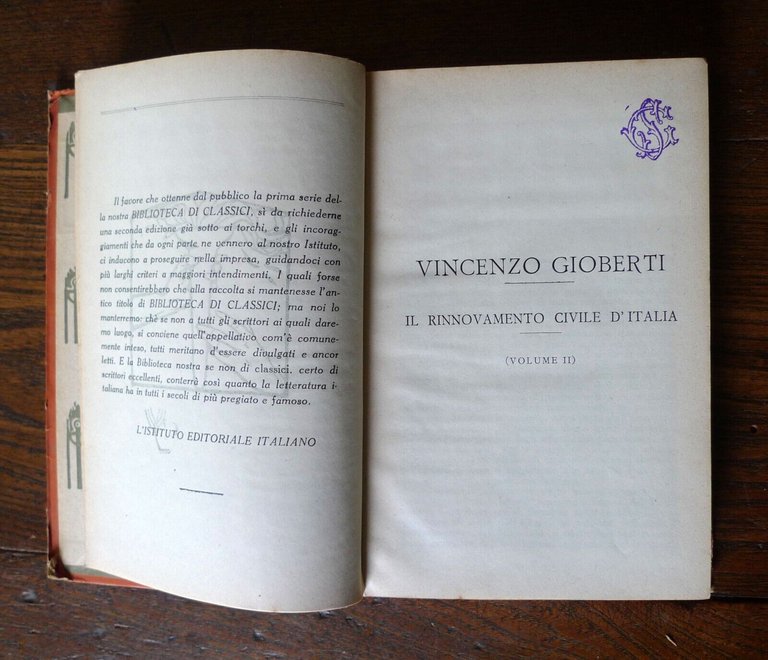 Il favore che ottenne dal pubblico la prima serie del-
la nostra BIBLIOTECA DI CLASSICI, sì da richiederne
una seconda edizione già sotto ai torchi, e gli incorag-
giamenti che da ogni parte ne vennero al nostro Istituto,
ci inducono a proseguire nella impresa, guidandoci con
più larghi criteri a maggiori intendimenti. I quali forse
non consentirebbero che alla raccolta si mantenesse l'an-
tico titolo di BIBLIOTECA DI CLASSICI; ma noi lo
manterremo: chè se non a tutti gli scrittori ai quali dare-
mo luogo, si conviene quell'appellativo com'è comune-
mente inteso, tutti meritano d'essere divulgati e ancor
letti. E la Biblioteca nostra se non di classici. certo di
scrittori eccellenti, conterrà così quanto la letteratura i-
taliana ha in tutti i secoli di più pregiato e famoso.
L'ISTITUTO EDITORIALE ITALIANO
VINCENZO GIOBERTI
IL RINNOVAMENTO CIVILE D'ITALIA
(VOLUME II)